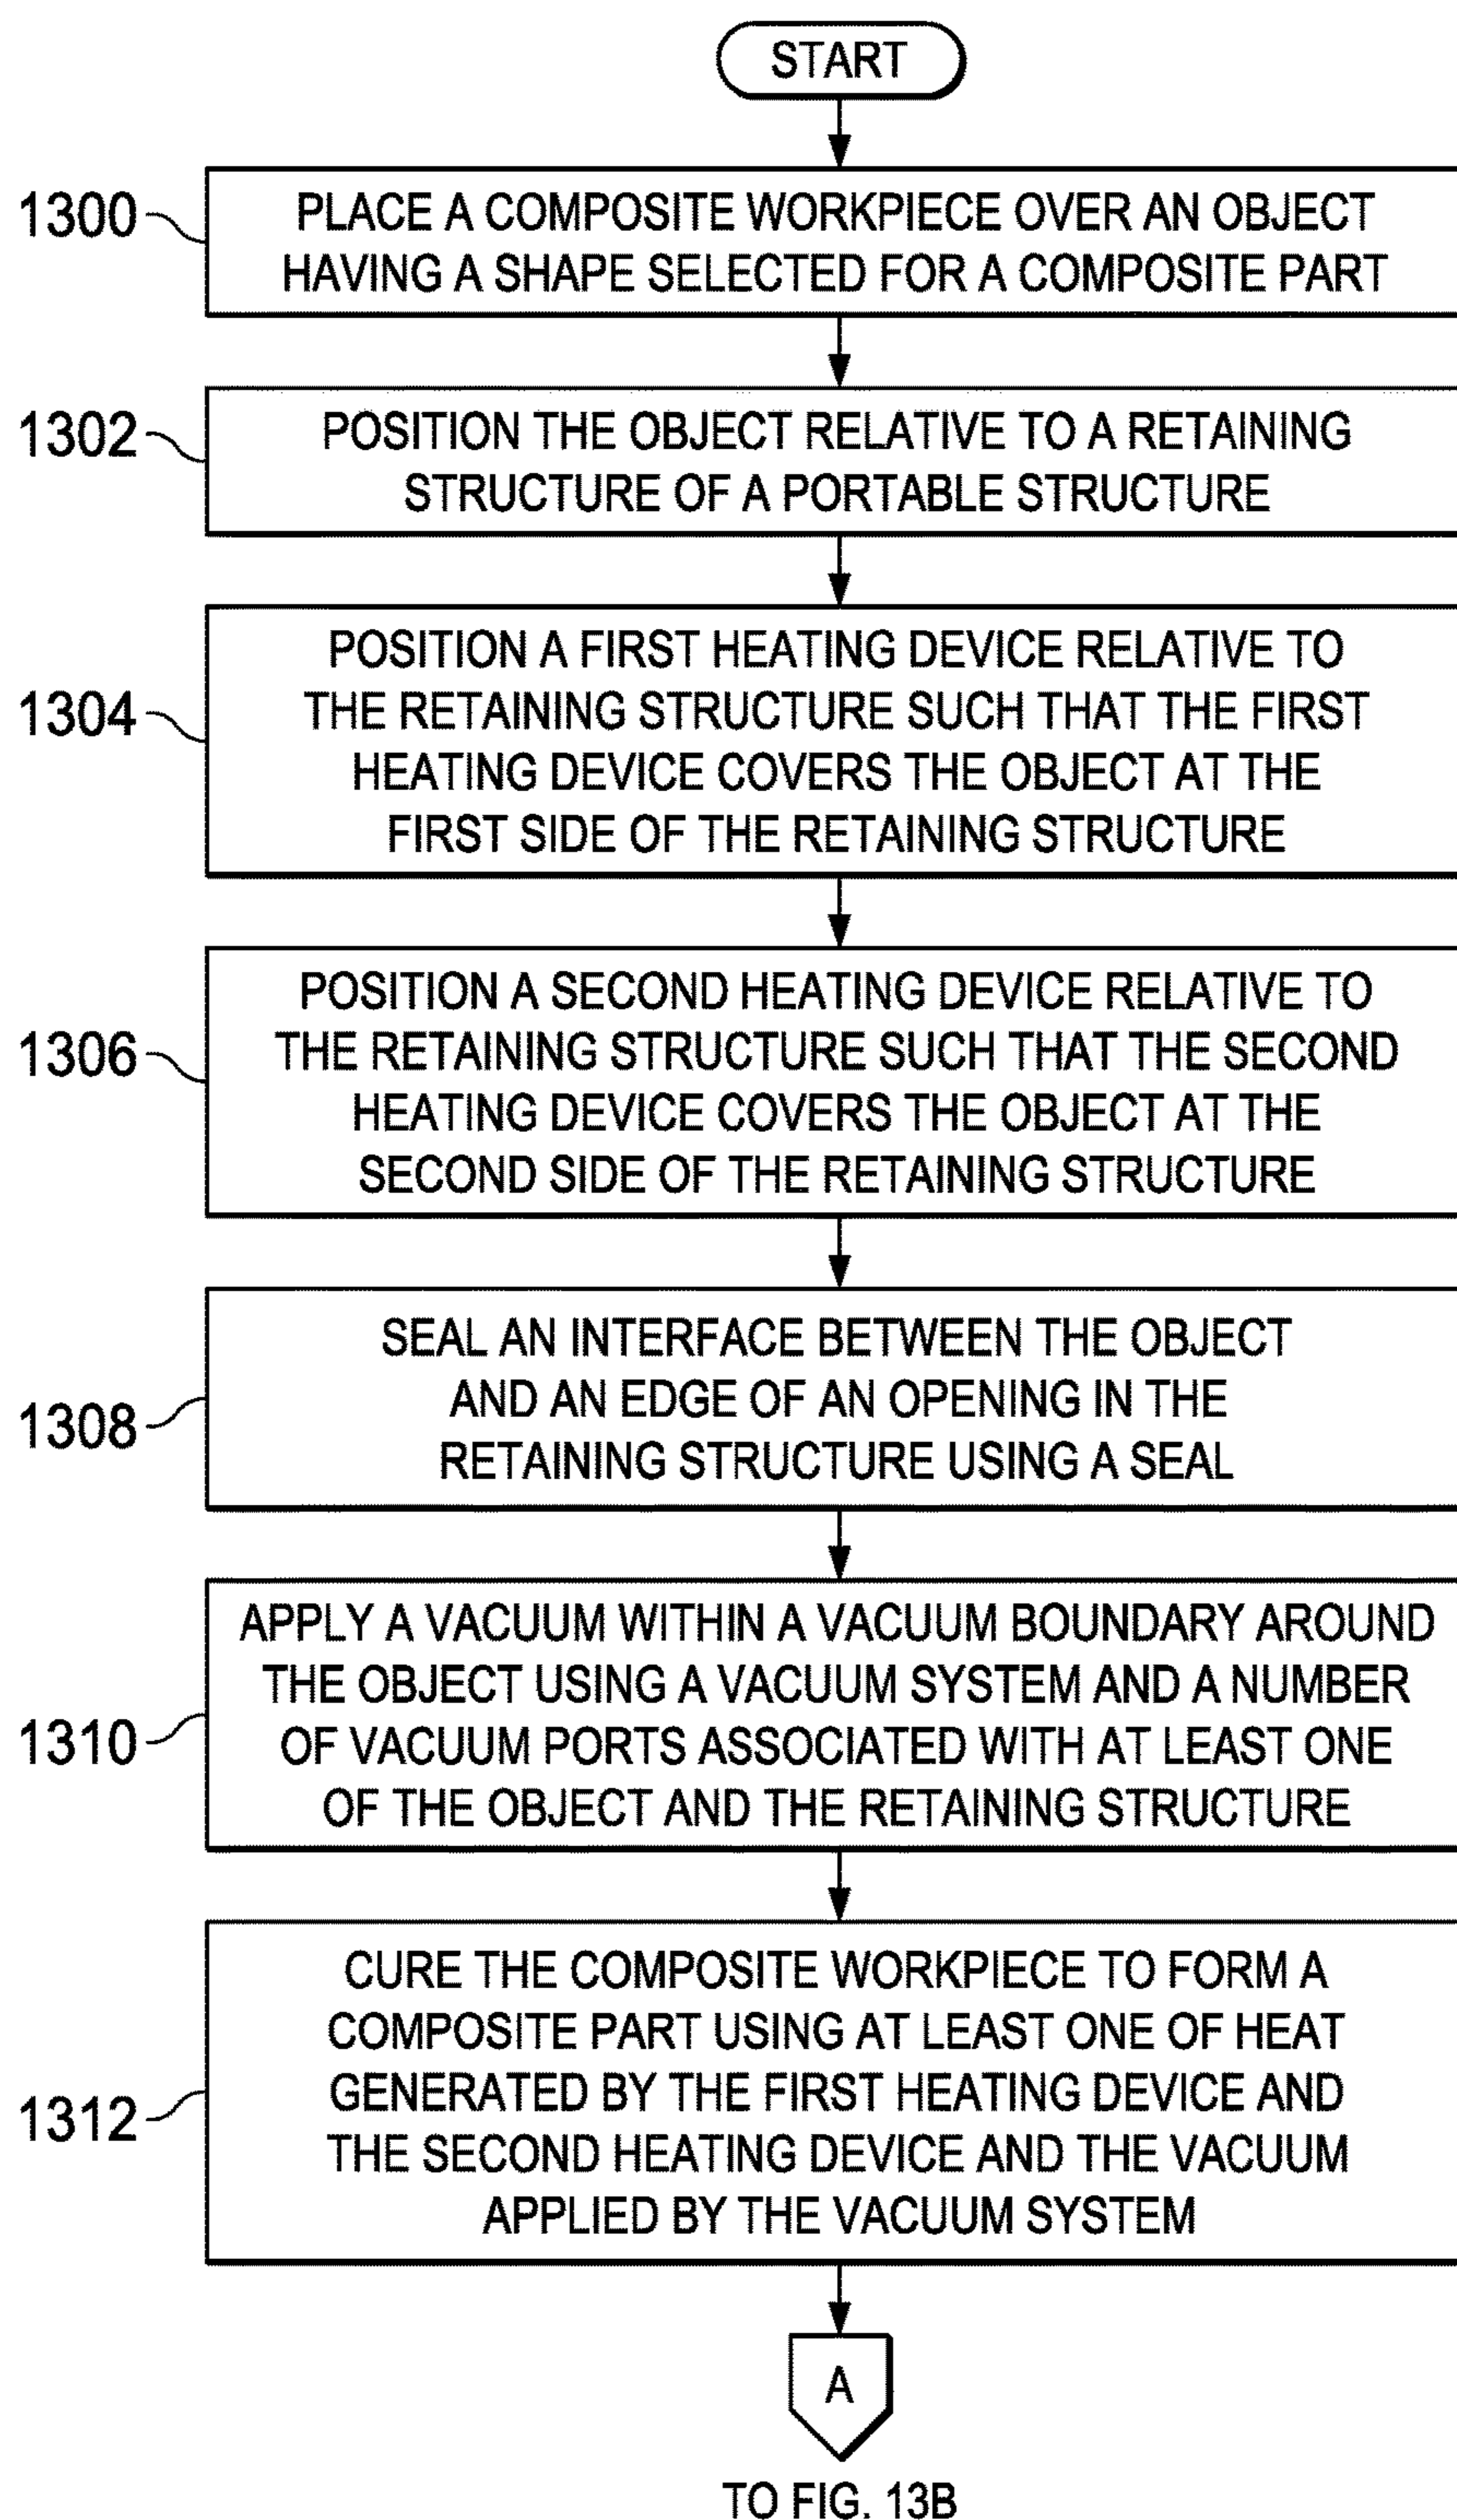 START
1300
PLACE A COMPOSITE WORKPIECE OVER AN OBJECT
HAVING A SHAPE SELECTED FOR A COMPOSITE PART
1302
POSITION THE OBJECT RELATIVE TO A RETAINING
STRUCTURE OF A PORTABLE STRUCTURE
1304
POSITION A FIRST HEATING DEVICE RELATIVE TO
THE RETAINING STRUCTURE SUCH THAT THE FIRST
HEATING DEVICE COVERS THE OBJECT AT THE
FIRST SIDE OF THE RETAINING STRUCTURE
1306
POSITION A SECOND HEATING DEVICE RELATIVE TO
THE RETAINING STRUCTURE SUCH THAT THE SECOND
HEATING DEVICE COVERS THE OBJECT AT THE
SECOND SIDE OF THE RETAINING STRUCTURE
1308
SEAL AN INTERFACE BETWEEN THE OBJECT
AND AN EDGE OF AN OPENING IN THE
RETAINING STRUCTURE USING A SEAL
1310
APPLY A VACUUM WITHIN A VACUUM BOUNDARY AROUND
THE OBJECT USING A VACUUM SYSTEM AND A NUMBER
OF VACUUM PORTS ASSOCIATED WITH AT LEAST ONE
OF THE OBJECT AND THE RETAINING STRUCTURE
1312
CURE THE COMPOSITE WORKPIECE TO FORM A
COMPOSITE PART USING AT LEAST ONE OF HEAT
GENERATED BY THE FIRST HEATING DEVICE AND
THE SECOND HEATING DEVICE AND THE VACUUM
APPLIED BY THE VACUUM SYSTEM
A
TO FIG. 13B